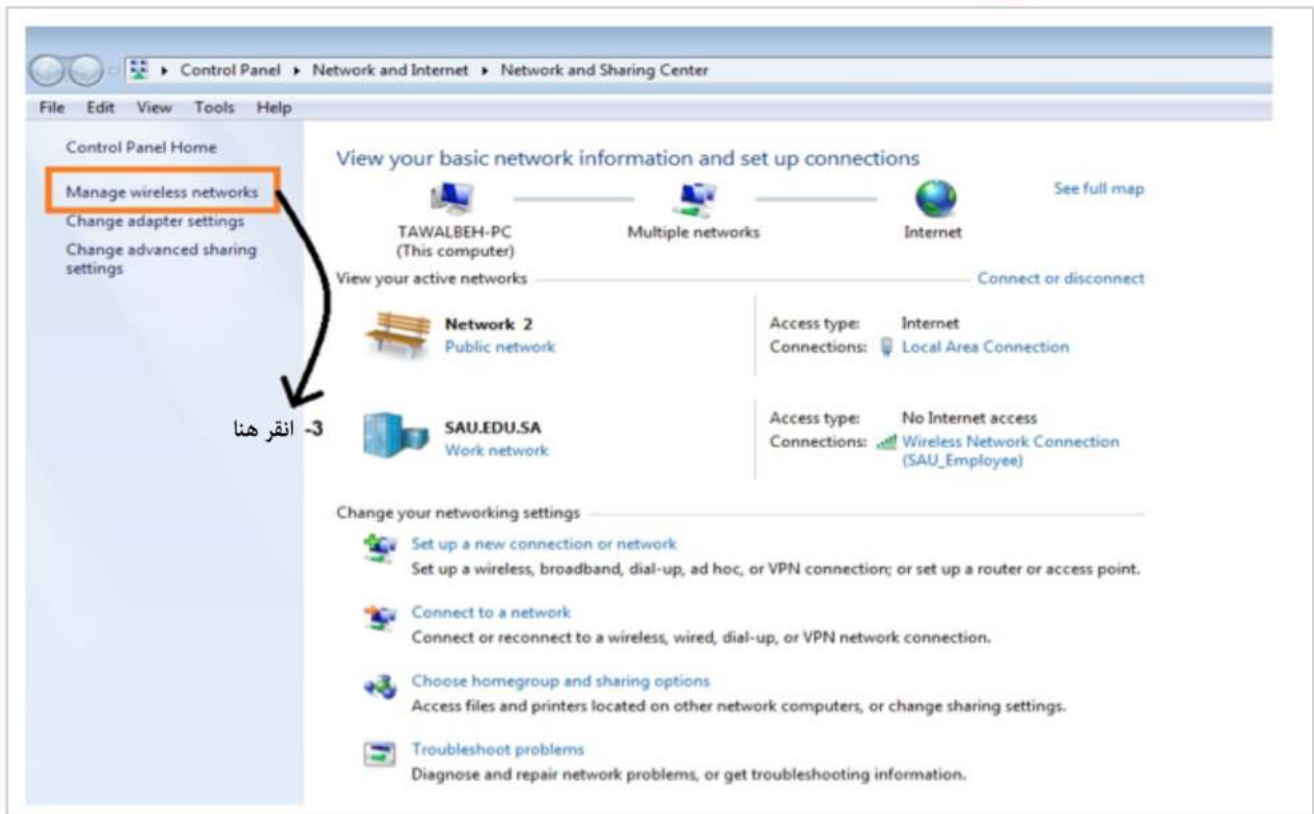 Control Panel ▸ Network and Internet ▸ Network and Sharing Center
File Edit View Tools Help
Control Panel Home
Manage wireless networks
Change adapter settings
Change advanced sharing
settings
View your basic network information and set up connections
See full map
TAWALBEH-PC
(This computer)
Multiple networks
Internet
View your active networks
Connect or disconnect
Network 2
Public network
Access type: Internet
Connections: Local Area Connection
3- انقر هنا
SAU.EDU.SA
Work network
Access type: No Internet access
Connections: Wireless Network Connection
(SAU_Employee)
Change your networking settings
Set up a new connection or network
Set up a wireless, broadband, dial-up, ad hoc, or VPN connection; or set up a router or access point.
Connect to a network
Connect or reconnect to a wireless, wired, dial-up, or VPN network connection.
Choose homegroup and sharing options
Access files and printers located on other network computers, or change sharing settings.
Troubleshoot problems
Diagnose and repair network problems, or get troubleshooting information.